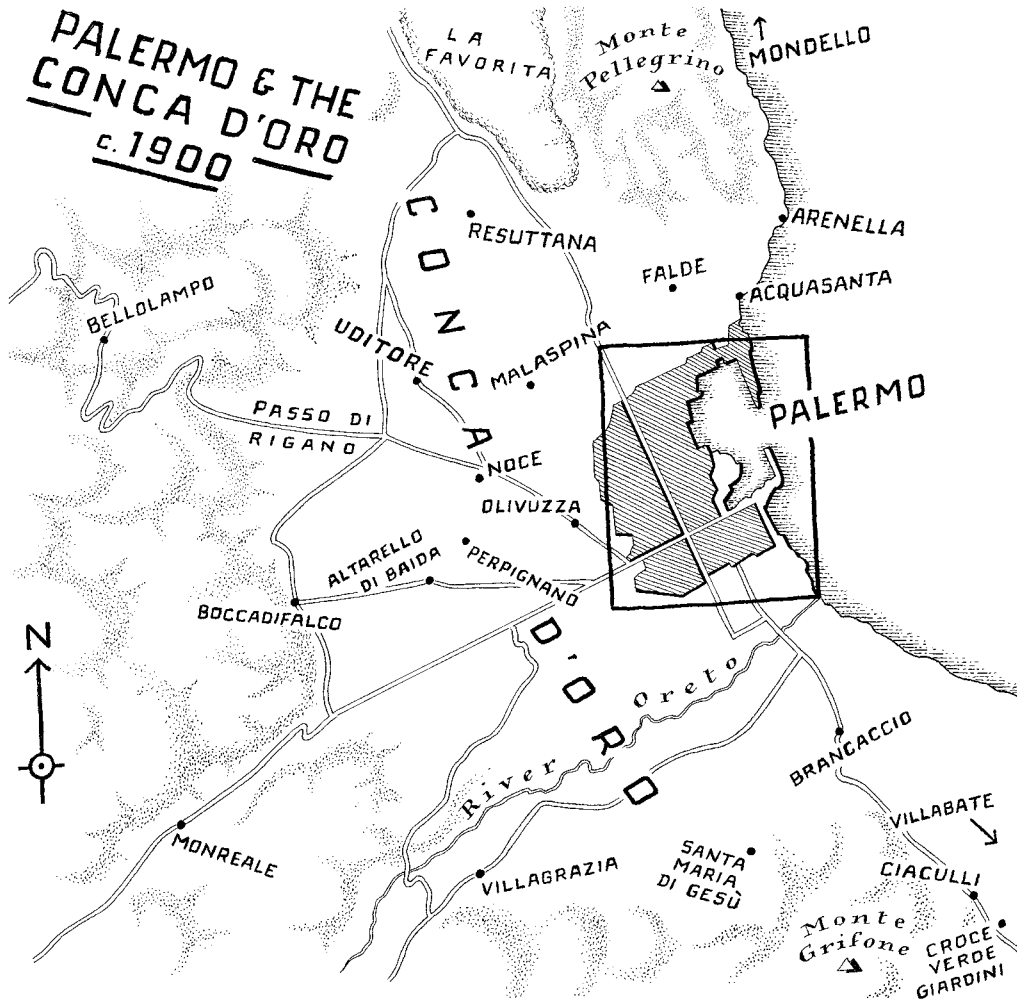 PALERMO & THE
CONCA D'ORO
c. 1900
LA
FAVORITA
Monte
Pellegrino
MONDELLO
ARENELLA
RESUTTANA
FALDE
ACQUASANTA
BELLOLAMPO
UDITORE
MALASPINA
PALERMO
PASSO DI
RIGANO
NOCE
OLIVUZZA
ALTARELLO
DI BAIDA
PERPIGNANO
BOCCADIFALCO
CONCA D'ORO
N
River Oreto
BRANCACCIO
VILLABATE
MONREALE
VILLAGRAZIA
SANTA
MARIA
DI GESÙ
CIACULLI
Monte
Grifone
CROCE
VERDE
GIARDINI